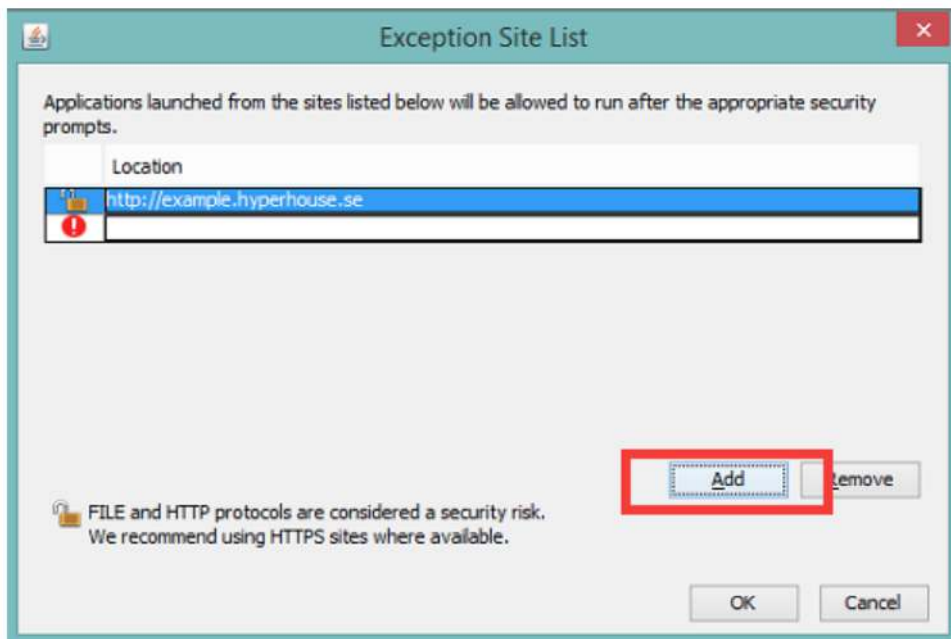 Exception Site List
Applications launched from the sites listed below will be allowed to run after the appropriate security
prompts.
Location
http://example.hyperhouse.se
Add
emove
FILE and HTTP protocols are considered a security risk.
We recommend using HTTPS sites where available.
OK
Cancel